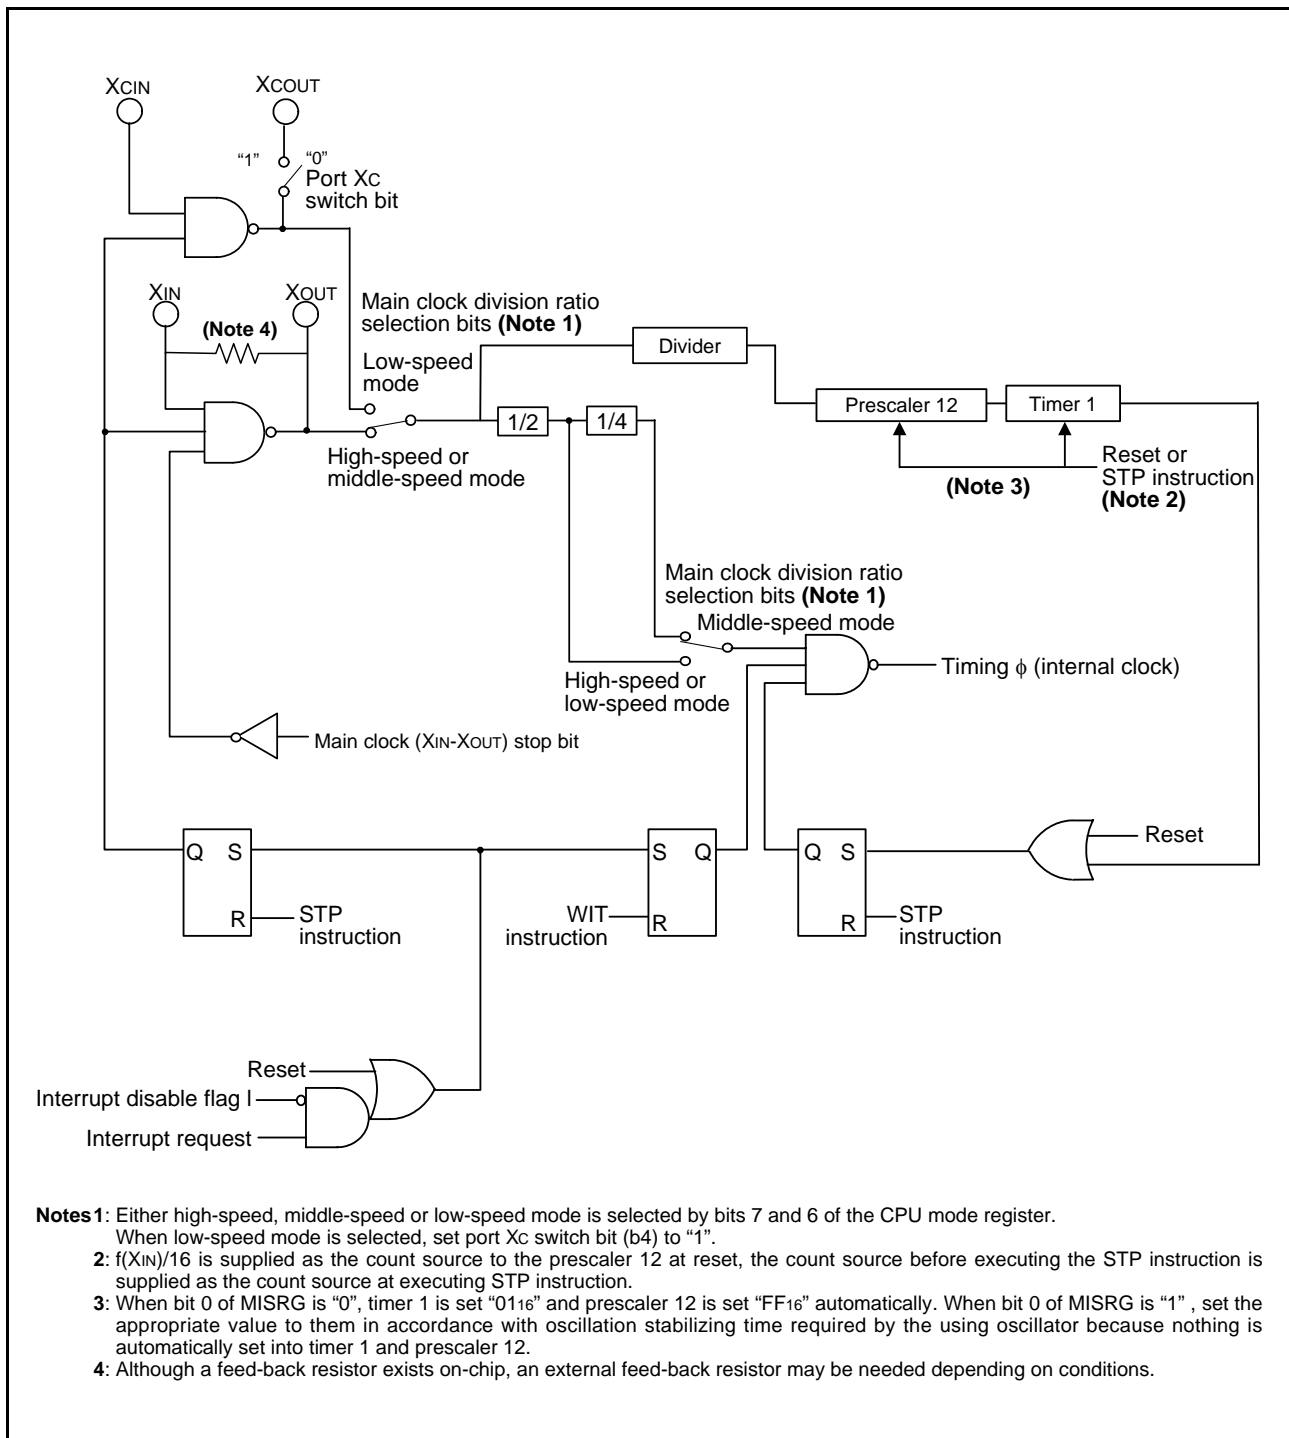 XCIN
XCOUT
“1” “0”
Port XC
switch bit
XIN
XOUT
(Note 4)
Main clock division ratio
selection bits (Note 1)
Low-speed
mode
Divider
Prescaler 12
Timer 1
1/2
1/4
High-speed or
middle-speed mode
Reset or
STP instruction
(Note 2)
(Note 3)
Main clock division ratio
selection bits (Note 1)
Middle-speed mode
Timing ϕ (internal clock)
High-speed or
low-speed mode
Main clock (XIN-XOUT) stop bit
Reset
Q S
S Q
Q S
R
STP
instruction
WIT
instruction
R
R
STP
instruction
Reset
Interrupt disable flag I
Interrupt request
Notes1: Either high-speed, middle-speed or low-speed mode is selected by bits 7 and 6 of the CPU mode register.
When low-speed mode is selected, set port XC switch bit (b4) to “1”.
2: f(XIN)/16 is supplied as the count source to the prescaler 12 at reset, the count source before executing the STP instruction is
supplied as the count source at executing STP instruction.
3: When bit 0 of MISRG is “0”, timer 1 is set “0116” and prescaler 12 is set “FF16” automatically. When bit 0 of MISRG is “1” , set the
appropriate value to them in accordance with oscillation stabilizing time required by the using oscillator because nothing is
automatically set into timer 1 and prescaler 12.
4: Although a feed-back resistor exists on-chip, an external feed-back resistor may be needed depending on conditions.